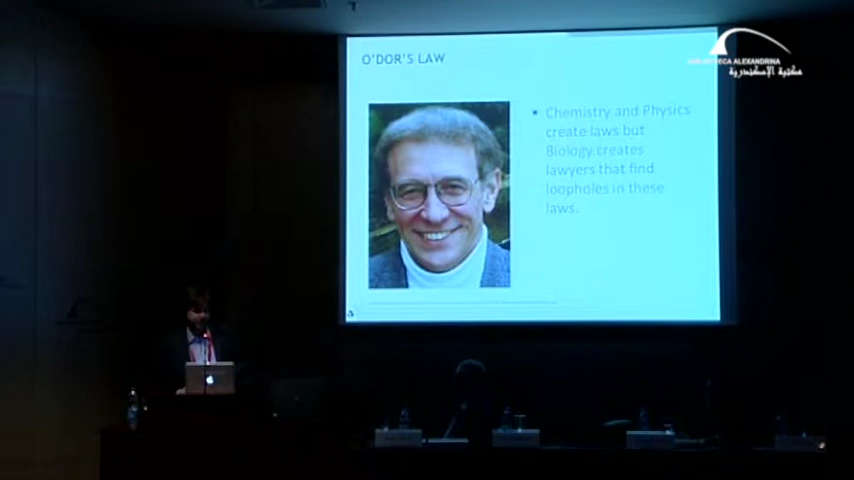 O'DOR'S LAW
• Chemistry and Physics
create laws but
Biology creates
lawyers that find
loopholes in these
laws.
BIBLIOTHECA ALEXANDRINA
مكتبة الإسكندرية